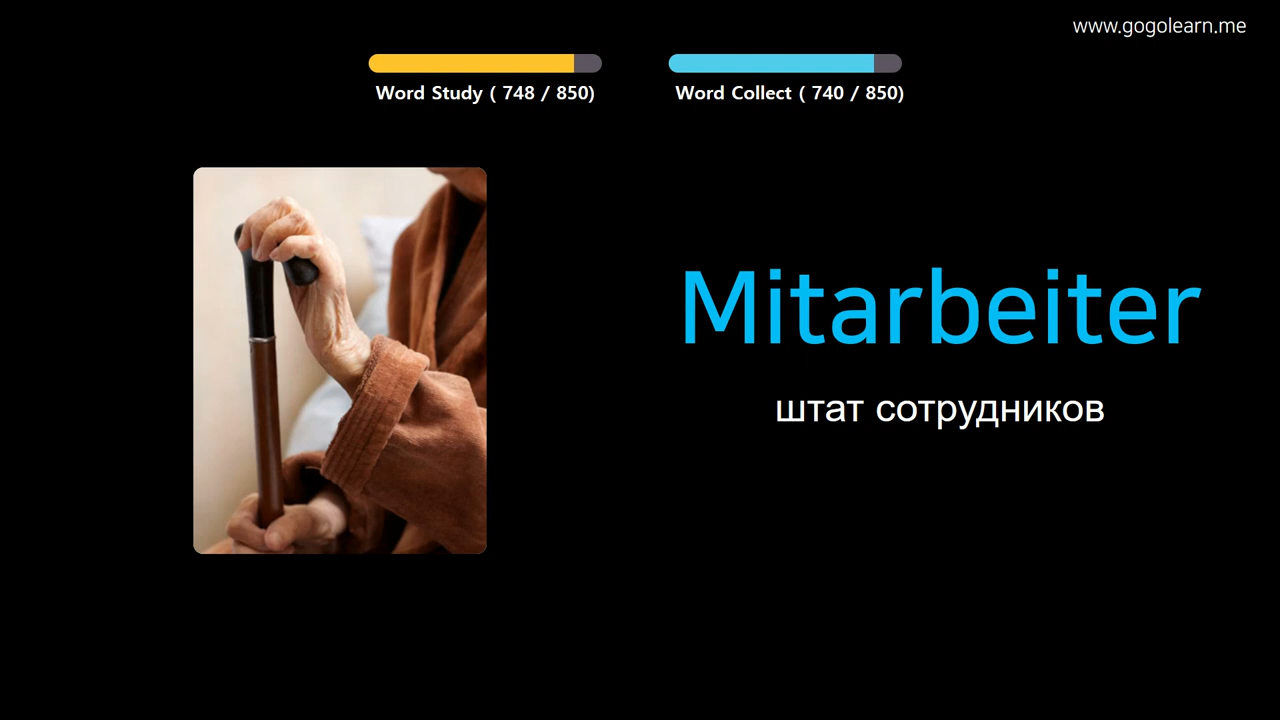 www.gogolearn.me
Word Study ( 748 / 850)
Word Collect ( 740 / 850)
Mitarbeiter
штат сотрудников